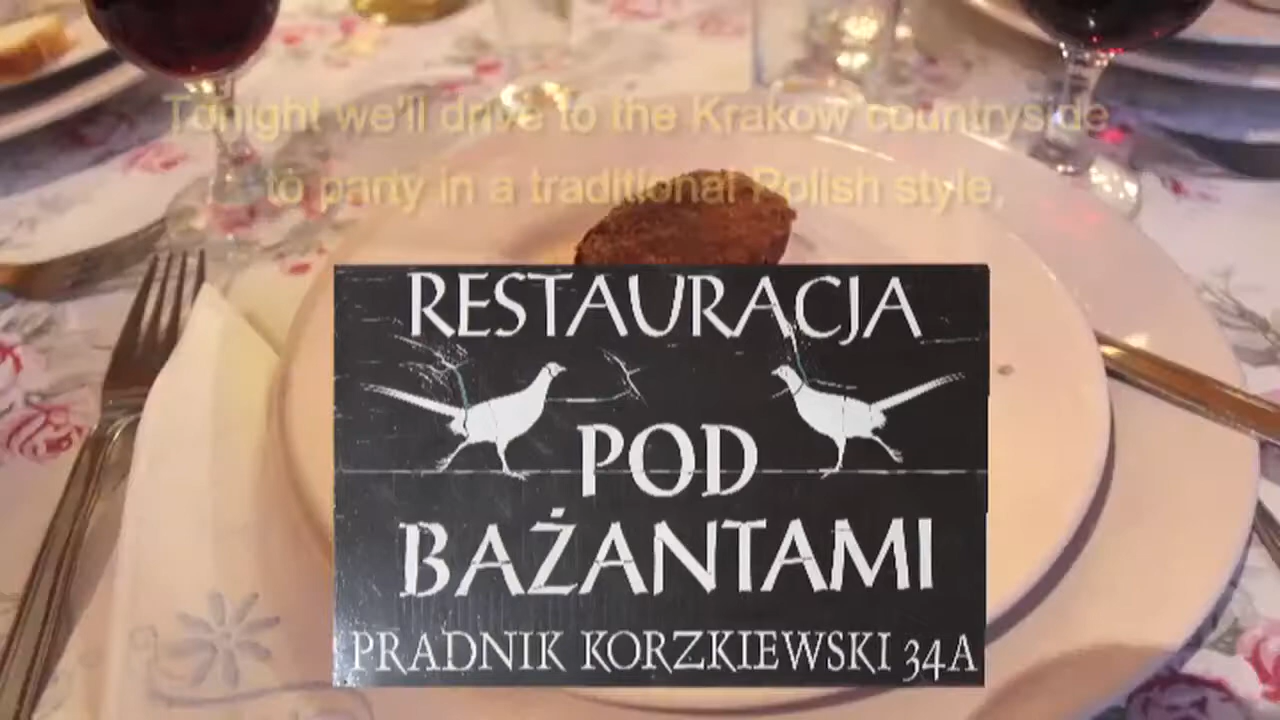 Tonight we'll drive to the Krakow countryside
to party in a traditional Polish style,
RESTAURACJA
POD
BAŻANTAMI
PRADNIK KORZKIEWSKI 34A